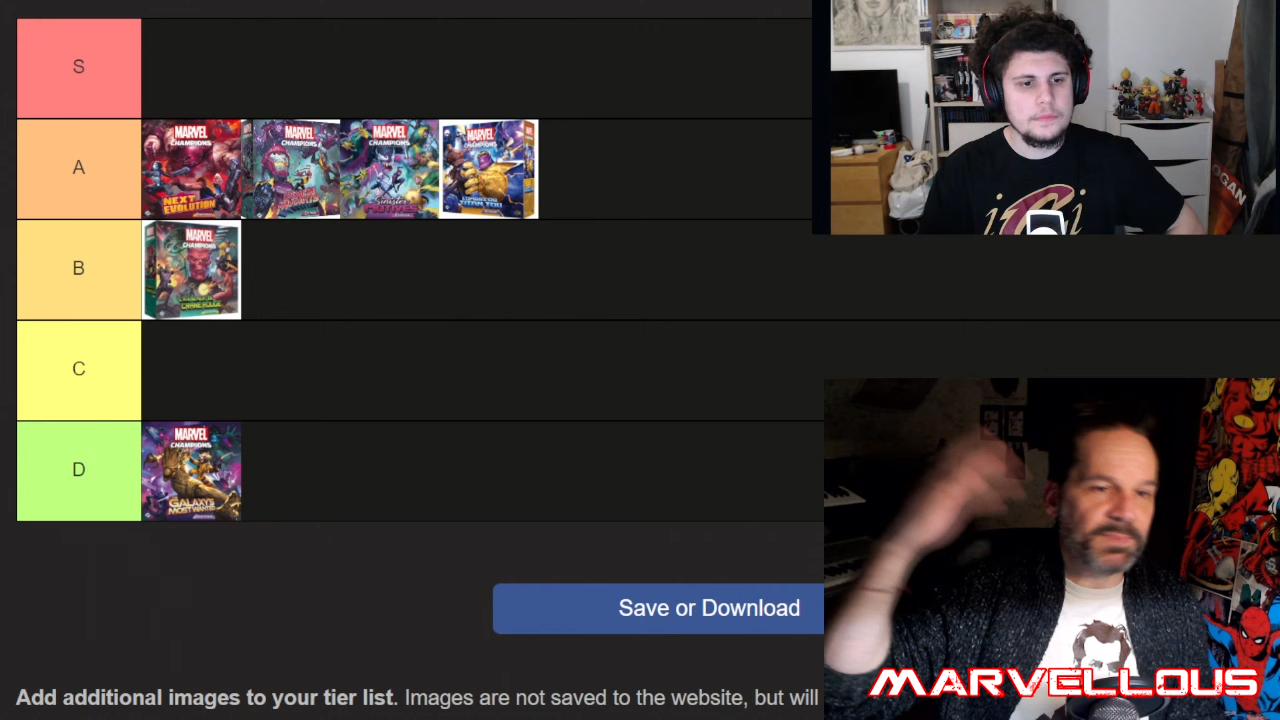 S
A
MARVEL
CHAMPIONS
NEXT
EVOLUTION
MARVEL
CHAMPIONS
MARVEL
CHAMPIONS
MOTIVES
MARVEL
CHAMPIONS
B
MARVEL
CHAMPIONS
CRÂNE ROUGE
C
D
MARVEL
CHAMPIONS
GALAXY'S
MOST WANTED
Save or Download
Add additional images to your tier list. Images are not saved to the website, but will
MARVELLOUS